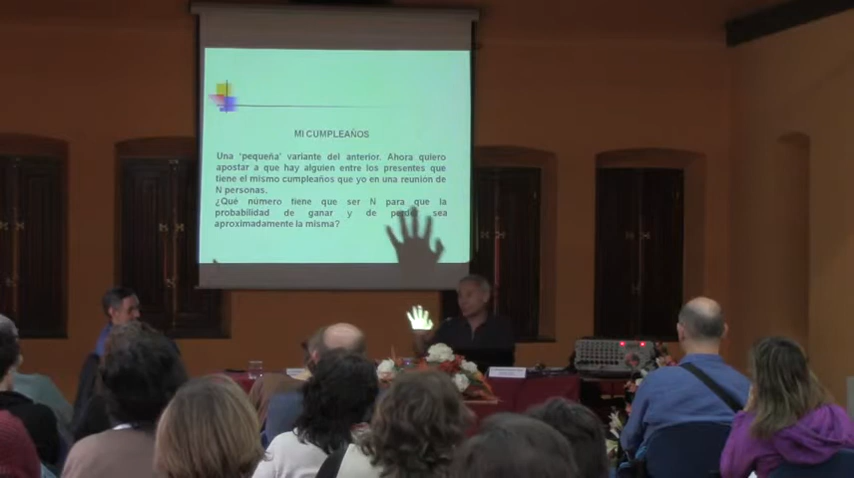 MI CUMPLEAÑOS
Una 'pequeña' variante del anterior. Ahora quiero
apostar a que hay alguien entre los presentes que
tiene el mismo cumpleaños que yo en una reunión de
N personas.
¿Qué número tiene que ser N para que la
probabilidad de ganar y de perder sea
aproximadamente la misma?